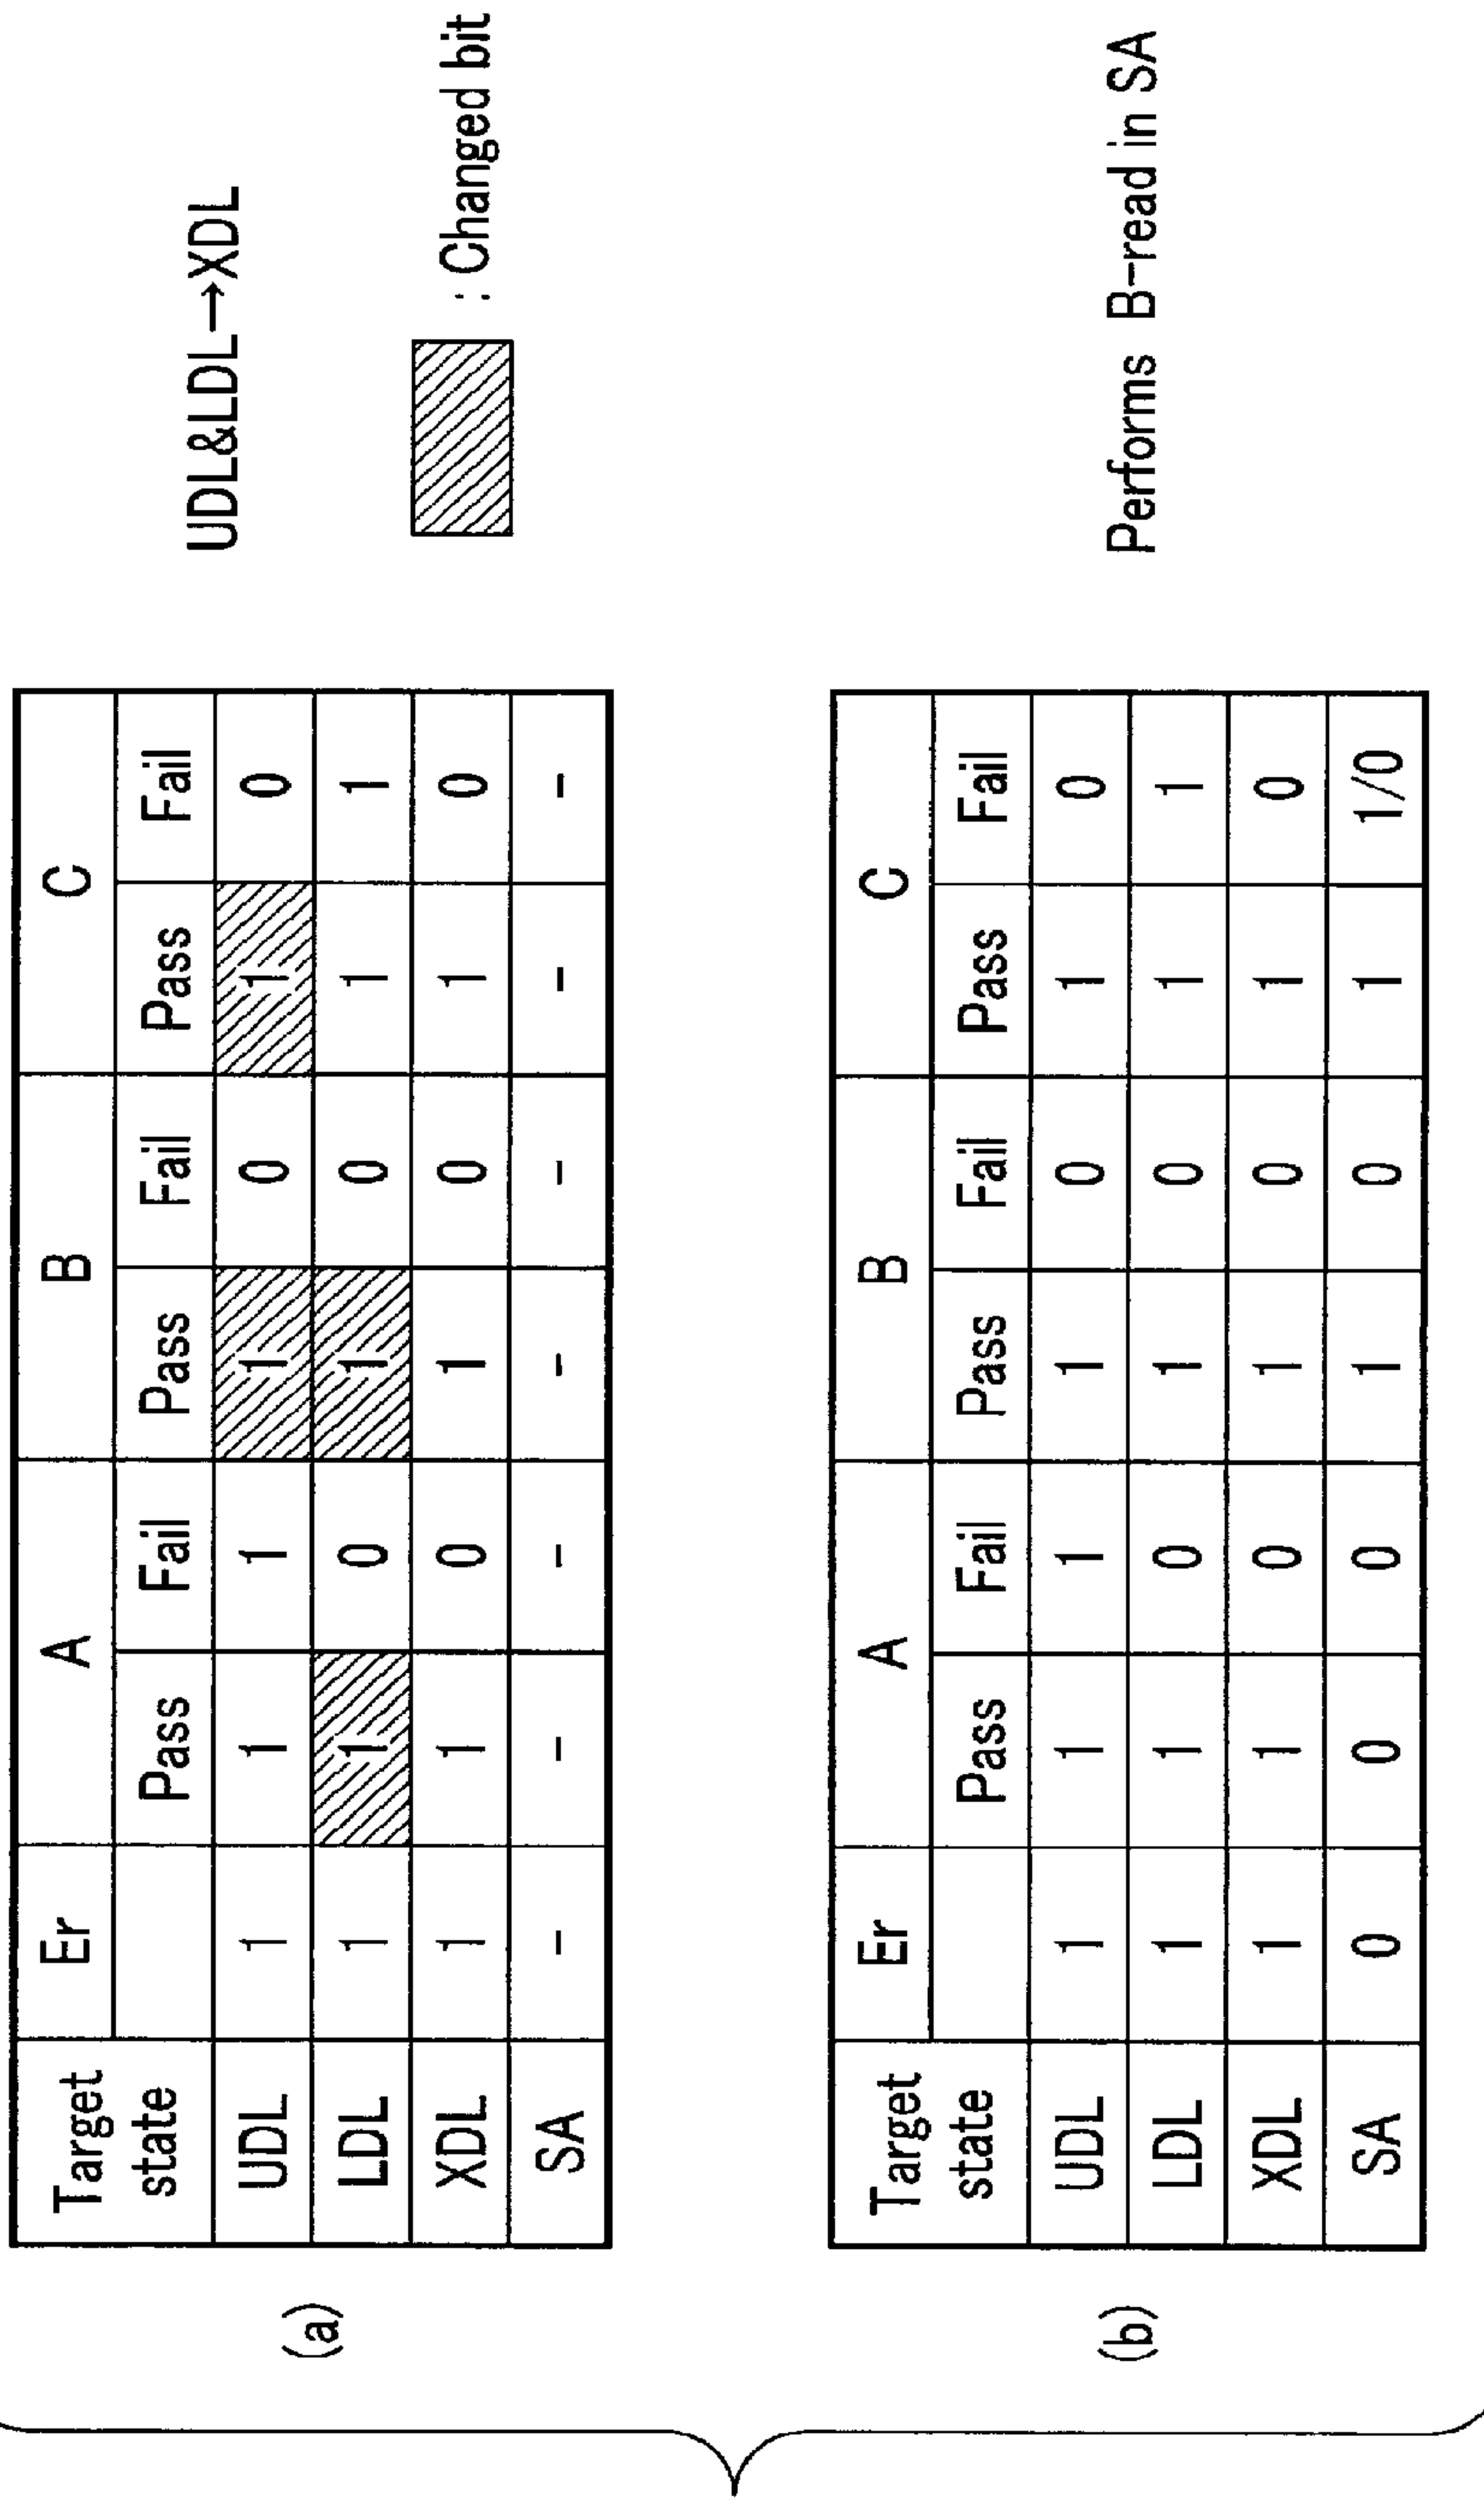 (a)
Target state Er A B C
Pass Fail Pass Fail Pass Fail
UDL 1 1 1 1 0 1 0
LDL 1 1 0 1 0 1 1
XDL 1 1 0 1 0 1 0
SA - - - - - - -
UDL&LDL→XDL
: Changed bit
(b)
Target state Er A B C
Pass Fail Pass Fail Pass Fail
UDL 1 1 1 1 0 1 0
LDL 1 1 0 1 0 1 1
XDL 1 1 0 1 0 1 0
SA 0 0 0 1 0 1 1/0
Performs B-read in SA